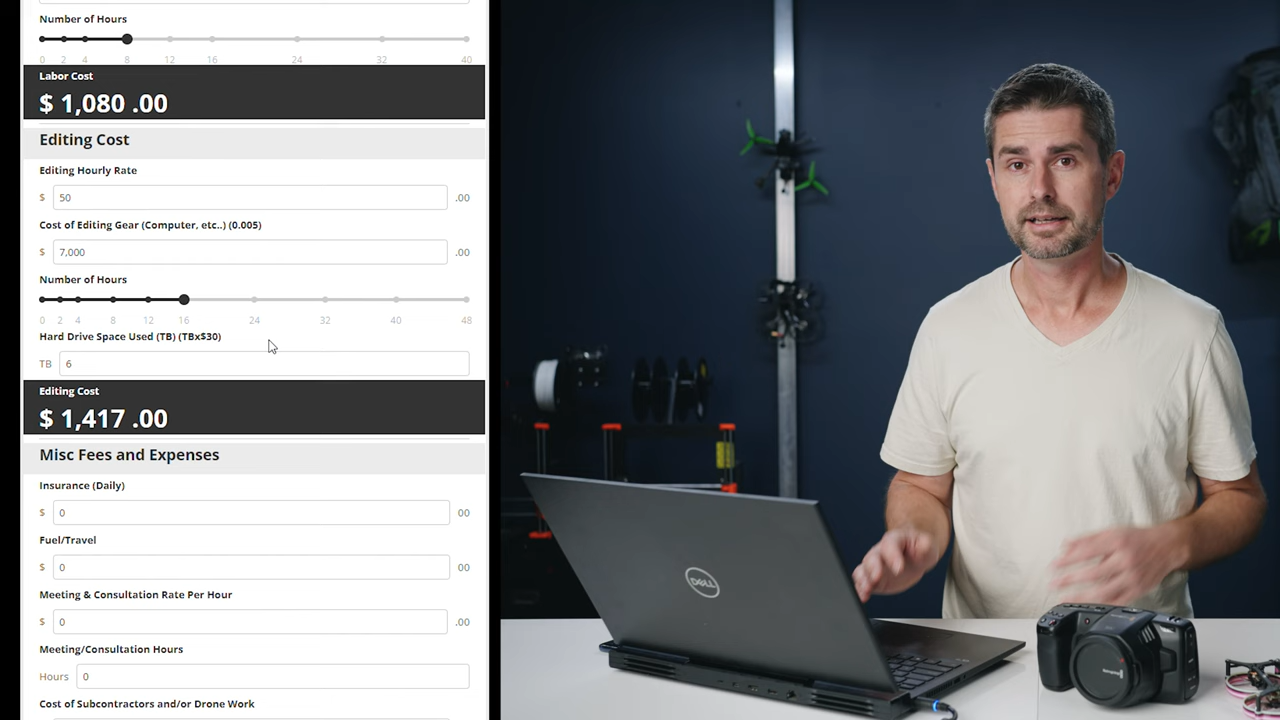 Number of Hours
0 2 4 8 12 16 24 32 40
Labor Cost
$ 1,080 .00
Editing Cost
Editing Hourly Rate
$ 50 .00
Cost of Editing Gear (Computer, etc..) (0.005)
$ 7,000 .00
Number of Hours
0 2 4 8 12 16 24 32 40 48
Hard Drive Space Used (TB) (TBx$30)
TB 6
Editing Cost
$ 1,417 .00
Misc Fees and Expenses
Insurance (Daily)
$ 0 00
Fuel/Travel
$ 0 00
Meeting & Consultation Rate Per Hour
$ 0 .00
Meeting/Consultation Hours
Hours 0
Cost of Subcontractors and/or Drone Work
DELL